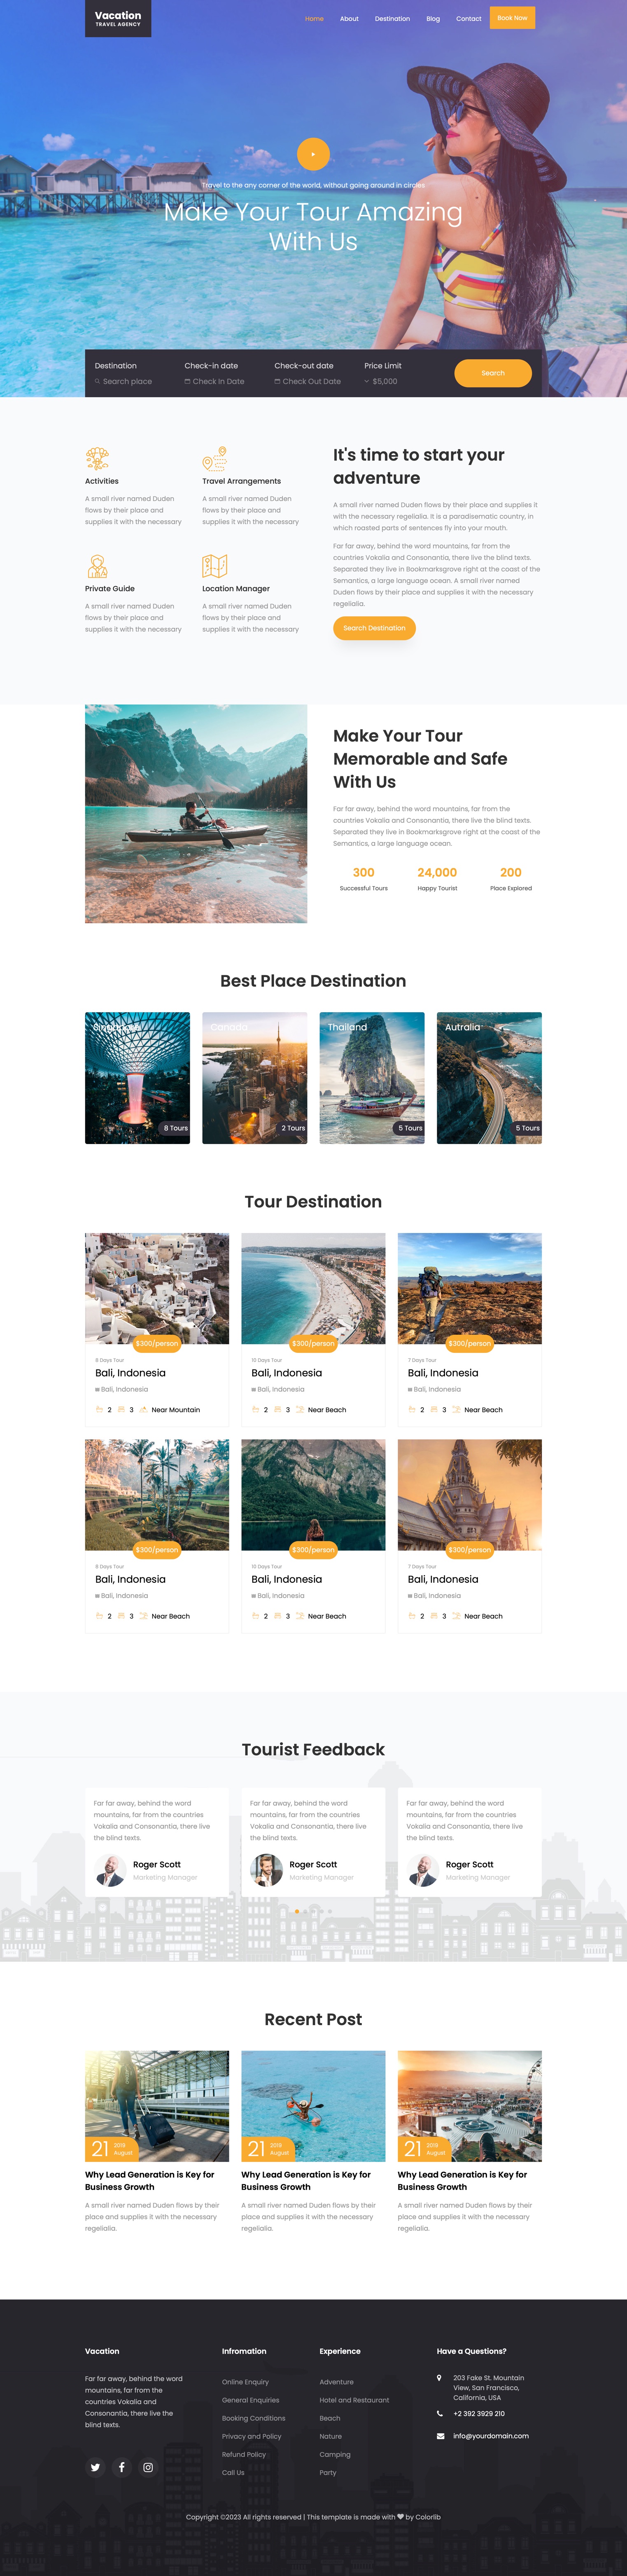 Vacation
TRAVEL AGENCY
Home About Destination Blog Contact Book Now
Travel to the any corner of the world, without going around in circles
Make Your Tour Amazing
With Us
Destination Check-in date Check-out date Price Limit
Search place Check In Date Check Out Date $5,000 Search
Activities
A small river named Duden
flows by their place and
supplies it with the necessary
Travel Arrangements
A small river named Duden
flows by their place and
supplies it with the necessary
Private Guide
A small river named Duden
flows by their place and
supplies it with the necessary
Location Manager
A small river named Duden
flows by their place and
supplies it with the necessary
It's time to start your
adventure
A small river named Duden flows by their place and supplies it
with the necessary regelialia. It is a paradisematic country, in
which roasted parts of sentences fly into your mouth.
Far far away, behind the word mountains, far from the
countries Vokalia and Consonantia, there live the blind texts.
Separated they live in Bookmarksgrove right at the coast of the
Semantics, a large language ocean. A small river named
Duden flows by their place and supplies it with the necessary
regelialia.
Search Destination
Make Your Tour
Memorable and Safe
With Us
Far far away, behind the word mountains, far from the
countries Vokalia and Consonantia, there live the blind texts.
Separated they live in Bookmarksgrove right at the coast of the
Semantics, a large language ocean.
300 24,000 200
Successful Tours Happy Tourist Place Explored
Best Place Destination
Singapore Canada Thailand Autralia
8 Tours 2 Tours 5 Tours 5 Tours
Tour Destination
$300/person
8 Days Tour
Bali, Indonesia
Bali, Indonesia
2 3 Near Mountain
$300/person
10 Days Tour
Bali, Indonesia
Bali, Indonesia
2 3 Near Beach
$300/person
7 Days Tour
Bali, Indonesia
Bali, Indonesia
2 3 Near Beach
$300/person
8 Days Tour
Bali, Indonesia
Bali, Indonesia
2 3 Near Beach
$300/person
10 Days Tour
Bali, Indonesia
Bali, Indonesia
2 3 Near Beach
$300/person
7 Days Tour
Bali, Indonesia
Bali, Indonesia
2 3 Near Beach
Tourist Feedback
Far far away, behind the word
mountains, far from the countries
Vokalia and Consonantia, there live
the blind texts.
Roger Scott
Marketing Manager
Far far away, behind the word
mountains, far from the countries
Vokalia and Consonantia, there live
the blind texts.
Roger Scott
Marketing Manager
Far far away, behind the word
mountains, far from the countries
Vokalia and Consonantia, there live
the blind texts.
Roger Scott
Marketing Manager
Recent Post
21 2019
August
Why Lead Generation is Key for
Business Growth
A small river named Duden flows by their
place and supplies it with the necessary
regelialia.
21 2019
August
Why Lead Generation is Key for
Business Growth
A small river named Duden flows by their
place and supplies it with the necessary
regelialia.
21 2019
August
Why Lead Generation is Key for
Business Growth
A small river named Duden flows by their
place and supplies it with the necessary
regelialia.
Vacation
Far far away, behind the word
mountains, far from the
countries Vokalia and
Consonantia, there live the
blind texts.
Infromation
Online Enquiry
General Enquiries
Booking Conditions
Privacy and Policy
Refund Policy
Call Us
Experience
Adventure
Hotel and Restaurant
Beach
Nature
Camping
Party
Have a Questions?
203 Fake St. Mountain
View, San Francisco,
California, USA
+2 392 3929 210
info@yourdomain.com
Copyright ©2023 All rights reserved | This template is made with ♥ by Colorlib